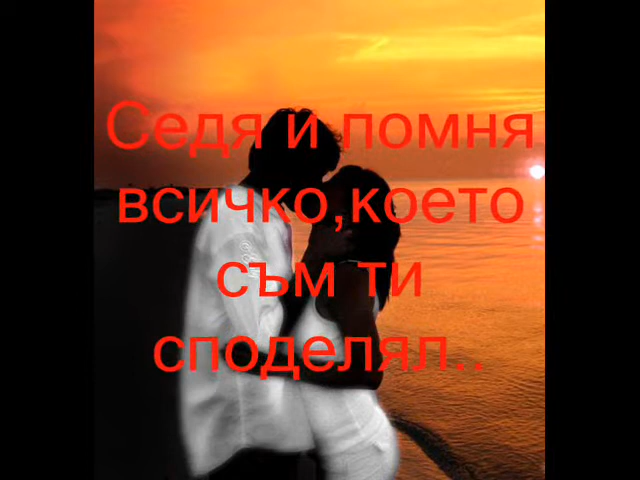 Седя и помня
всичко,което
съм ти
споделял..